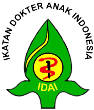 IKATAN DOKTER ANAK INDONESIA
IDAI